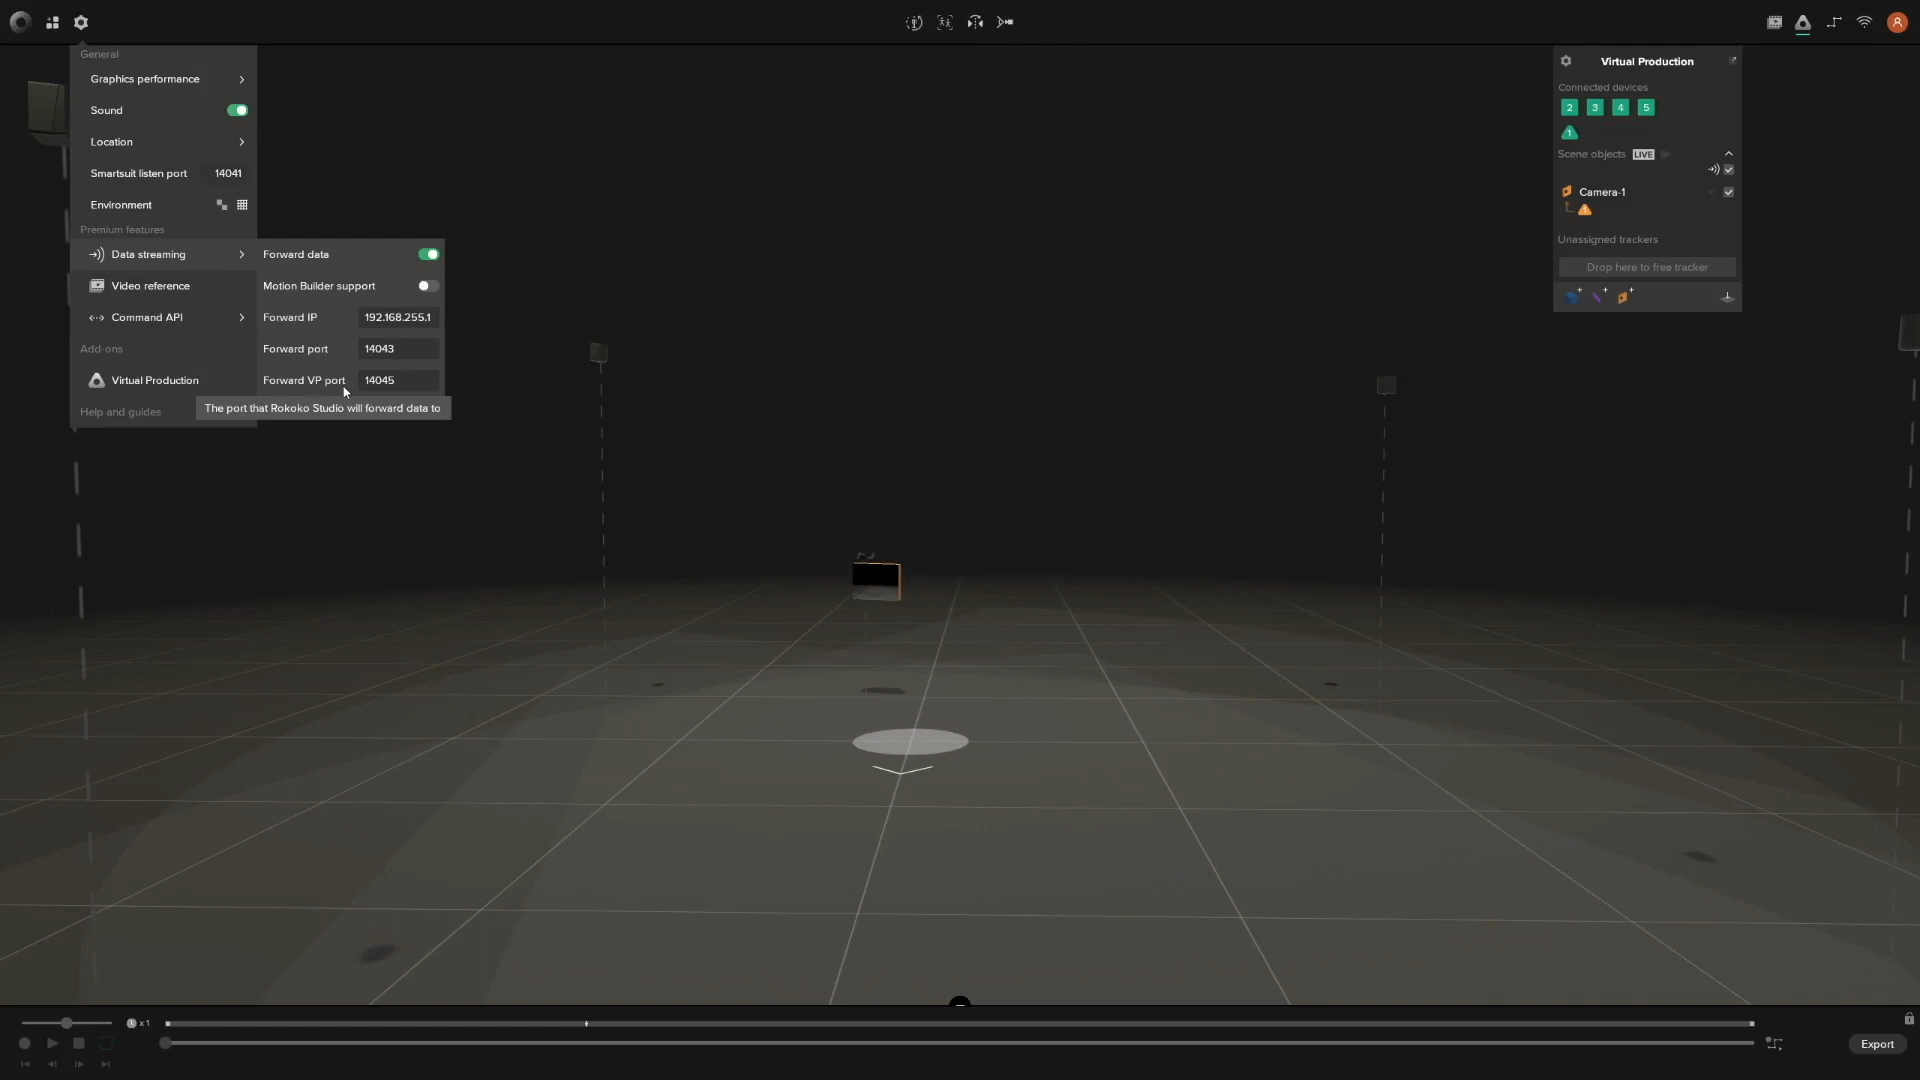 General
Graphics performance
Sound
Location
Smartsuit listen port 14041
Environment
Premium features
Data streaming
Video reference
Command API
Add-ons
Virtual Production
Help and guides
Forward data
Motion Builder support
Forward IP 192.168.255.1
Forward port 14043
Forward VP port 14045
The port that Rokoko Studio will forward data to
Virtual Production
Connected devices
2 3 4 5
1
Scene objects LIVE
Camera-1
1
Unassigned trackers
Drop here to free tracker
x 1
Export